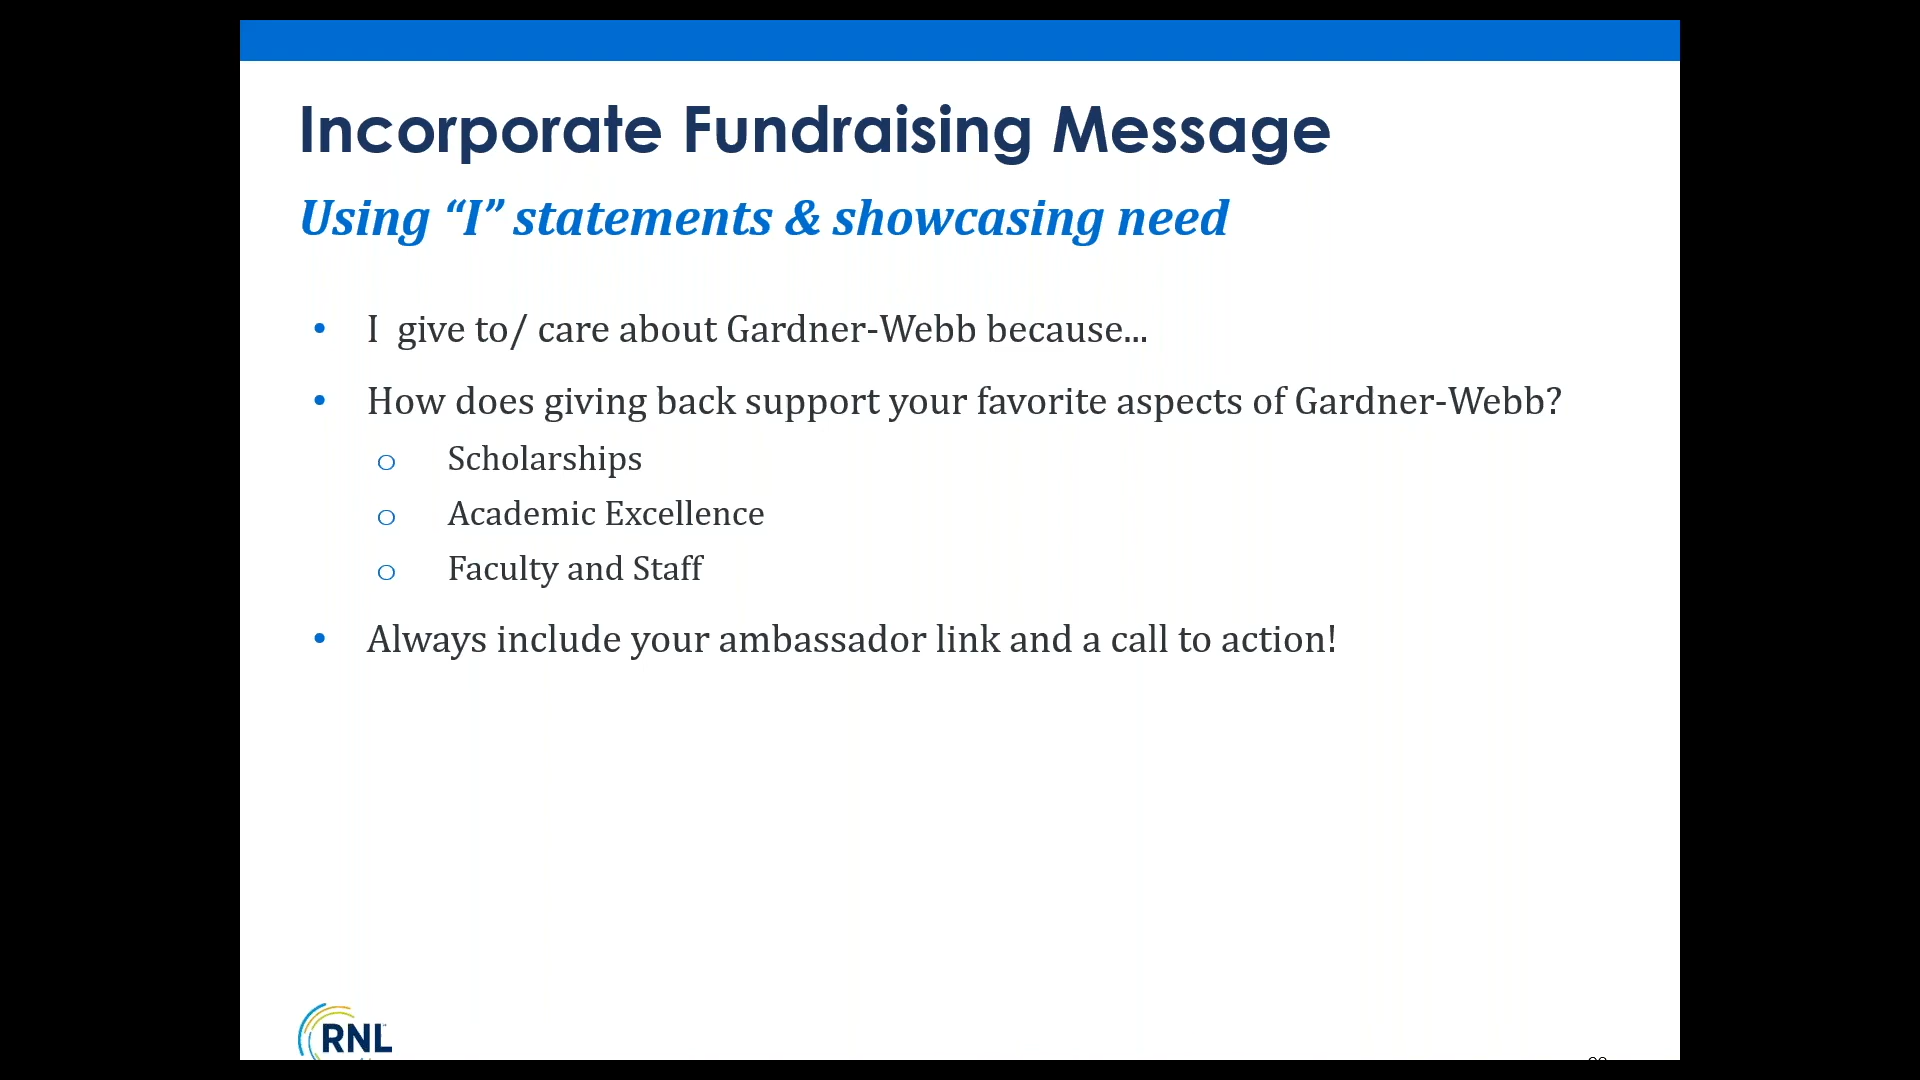 Incorporate Fundraising Message
Using “I” statements & showcasing need
• I give to/ care about Gardner-Webb because...
• How does giving back support your favorite aspects of Gardner-Webb?
o Scholarships
o Academic Excellence
o Faculty and Staff
• Always include your ambassador link and a call to action!
RNL